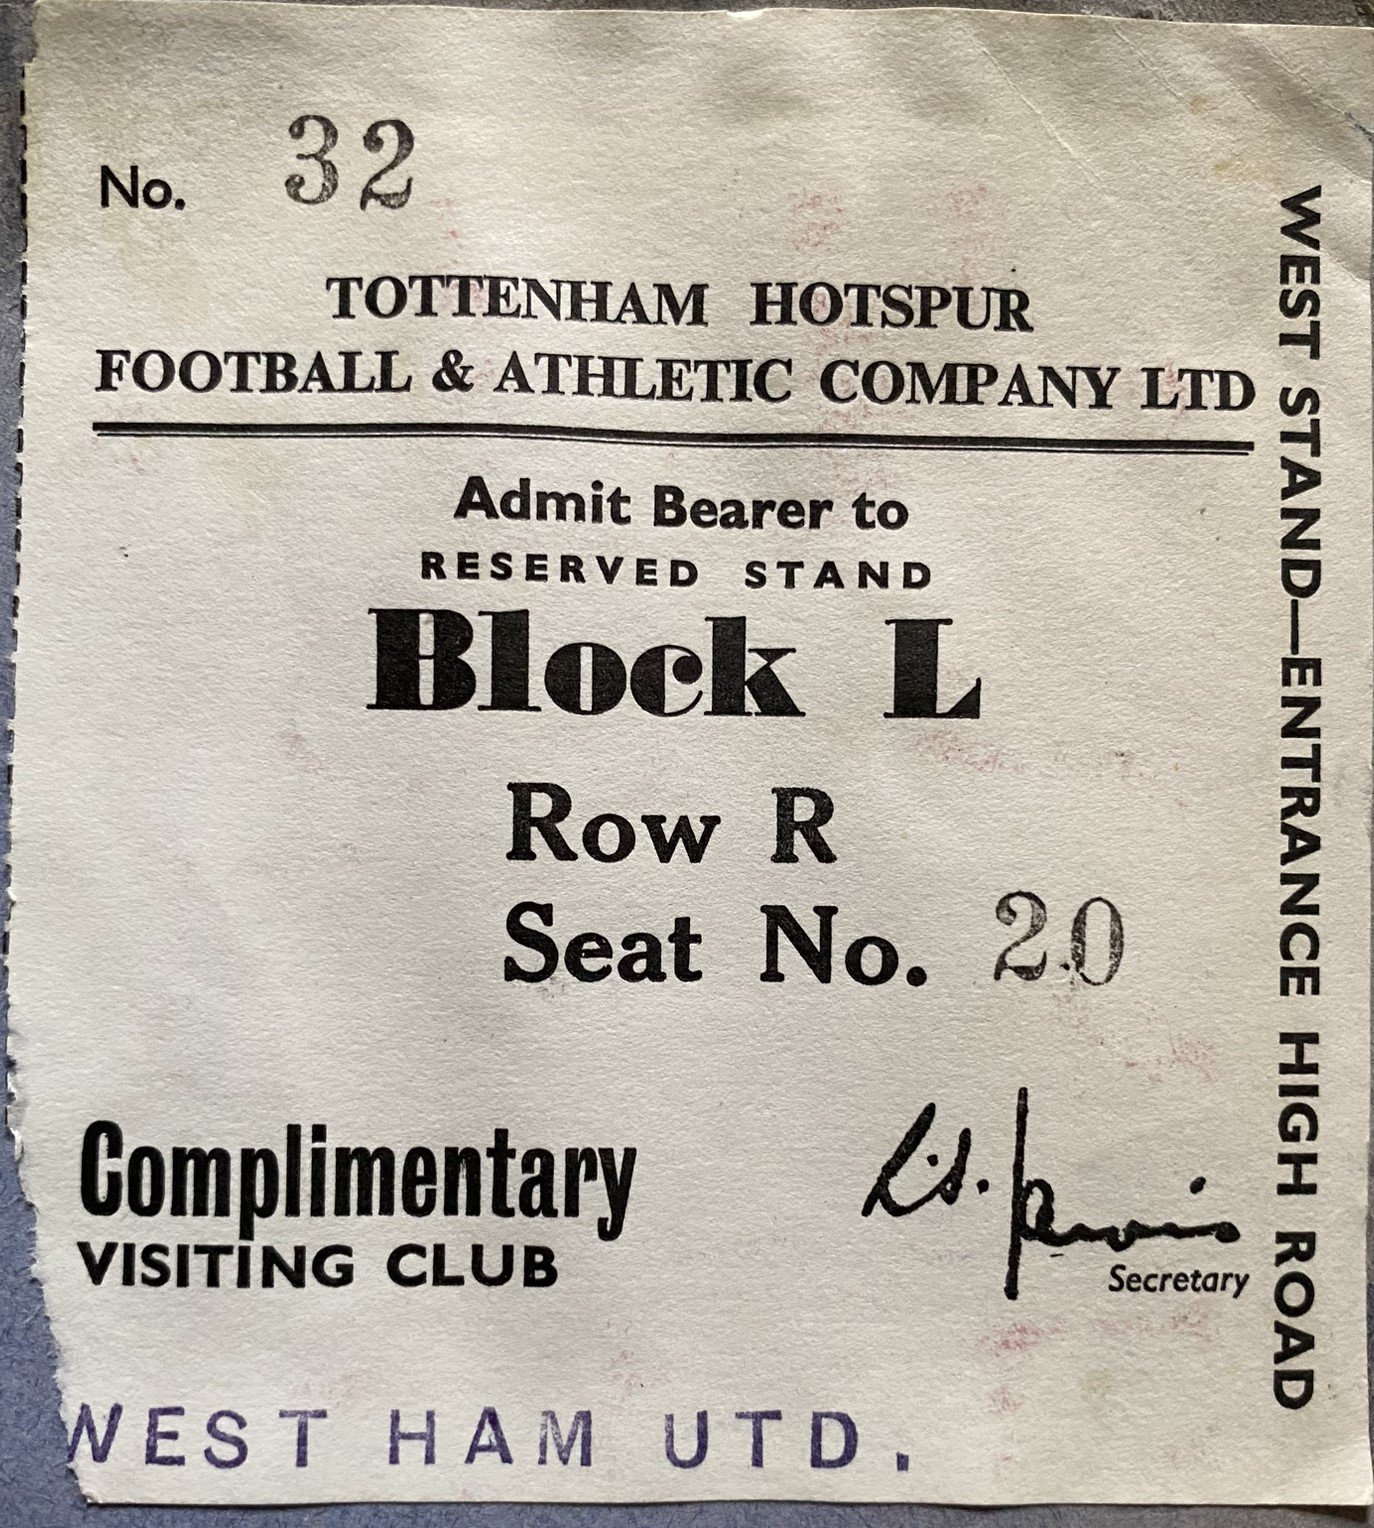 No. 32
TOTTENHAM HOTSPUR
FOOTBALL & ATHLETIC COMPANY LTD
Admit Bearer to
RESERVED STAND
Block L
Row R
Seat No. 20
Complimentary
VISITING CLUB
R.S. Jarvis
Secretary
WEST HAM UTD.
WEST STAND—ENTRANCE HIGH ROAD